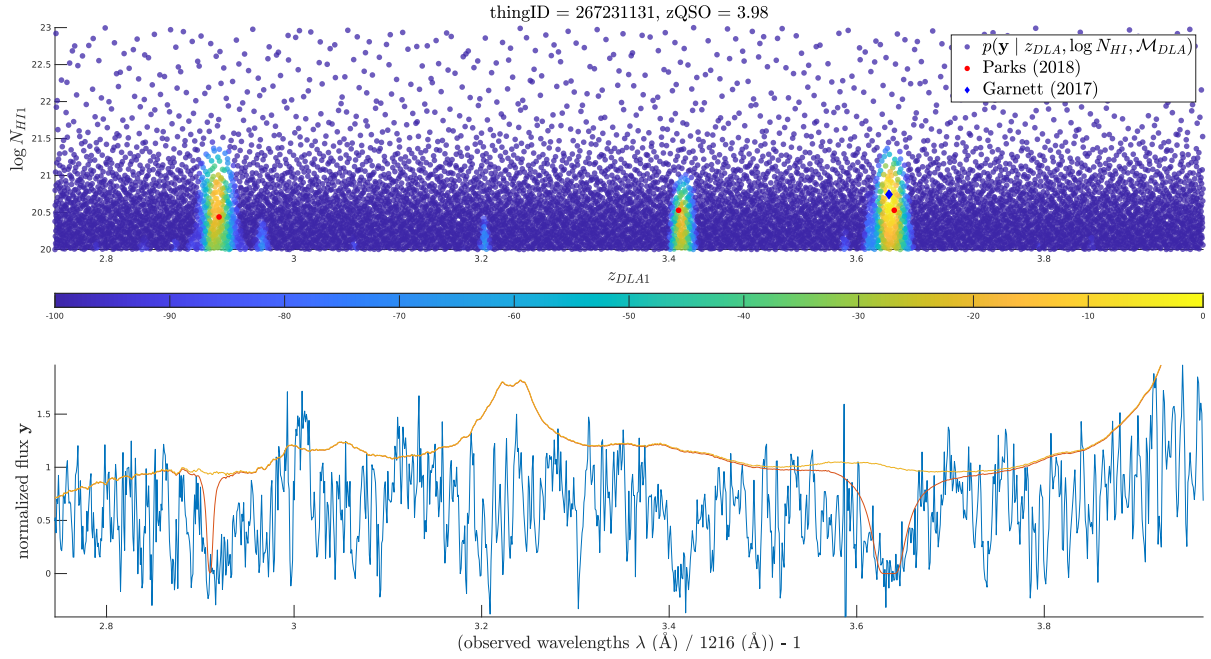 thingID = 267231131, zQSO = 3.98
23
22.5
22
21.5
21
20.5
20
log N_{HI1}
p(y | z_{DLA}, log N_{HI}, M_{DLA})
Parks (2018)
Garnett (2017)
2.8 3 3.2 3.4 3.6 3.8
z_{DLA1}
-100 -90 -80 -70 -60 -50 -40 -30 -20 -10 0
1.5
1
0.5
0
normalized flux y
2.8 3 3.2 3.4 3.6 3.8
(observed wavelengths λ (Å) / 1216 (Å)) - 1